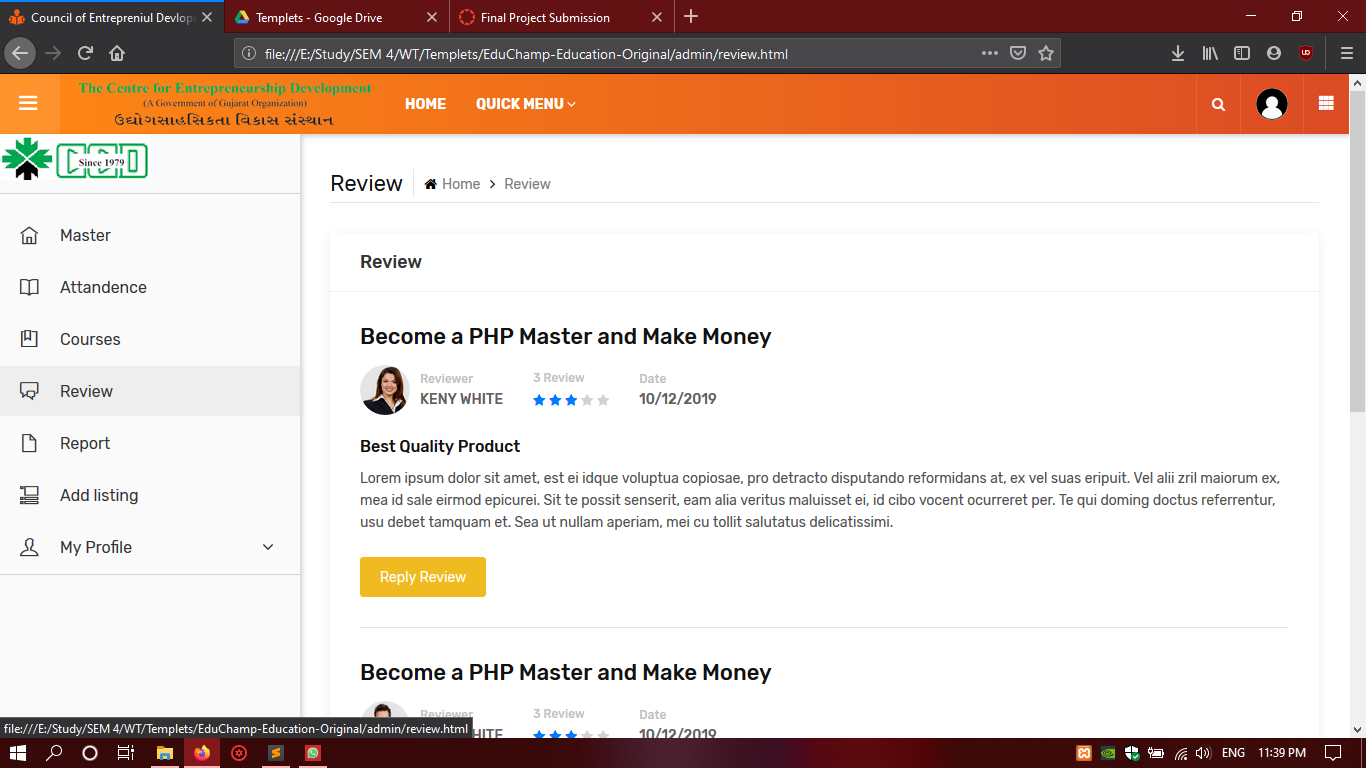 Council of Entrepreniul Devlop
Templets - Google Drive
Final Project Submission
file:///E:/Study/SEM 4/WT/Templets/EduChamp-Education-Original/admin/review.html
The Centre for Entrepreneurship Development
(A Government of Gujarat Organization)
ઉદ્યોગસાહસિકતા વિકાસ સંસ્થાન
HOME
QUICK MENU
CED
Since 1979
Review
Home
Review
Master
Attandence
Courses
Review
Report
Add listing
My Profile
Review
Become a PHP Master and Make Money
Reviewer
3 Review
Date
KENY WHITE
10/12/2019
Best Quality Product
Lorem ipsum dolor sit amet, est ei idque voluptua copiosae, pro detracto disputando reformidans at, ex vel suas eripuit. Vel alii zril maiorum ex,
mea id sale eirmod epicurei. Sit te possit senserit, eam alia veritus maluisset ei, id cibo vocent ocurreret per. Te qui doming doctus referrentur,
usu debet tamquam et. Sea ut nullam aperiam, mei cu tollit salutatus delicatissimi.
Reply Review
Become a PHP Master and Make Money
Reviewer
3 Review
Date
HITE
10/12/2019
file:///E:/Study/SEM 4/WT/Templets/EduChamp-Education-Original/admin/review.html
ENG
11:39 PM